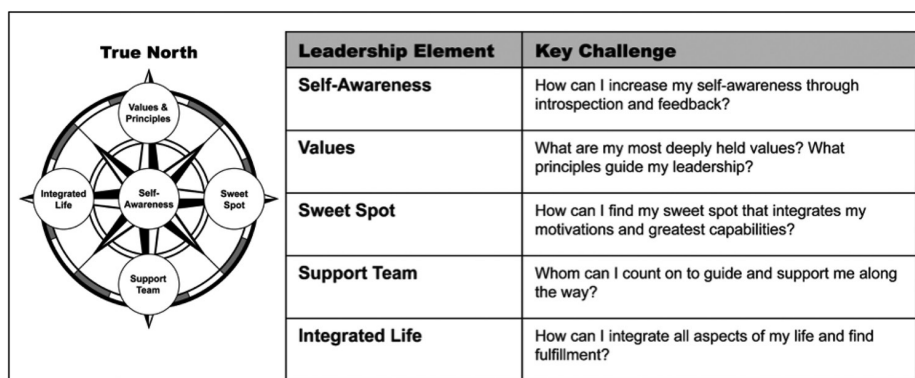 True North
Values &
Principles
Integrated
Life
Self-
Awareness
Sweet
Spot
Support
Team
Leadership Element Key Challenge
Self-Awareness How can I increase my self-awareness through
introspection and feedback?
Values What are my most deeply held values? What
principles guide my leadership?
Sweet Spot How can I find my sweet spot that integrates my
motivations and greatest capabilities?
Support Team Whom can I count on to guide and support me along
the way?
Integrated Life How can I integrate all aspects of my life and find
fulfillment?